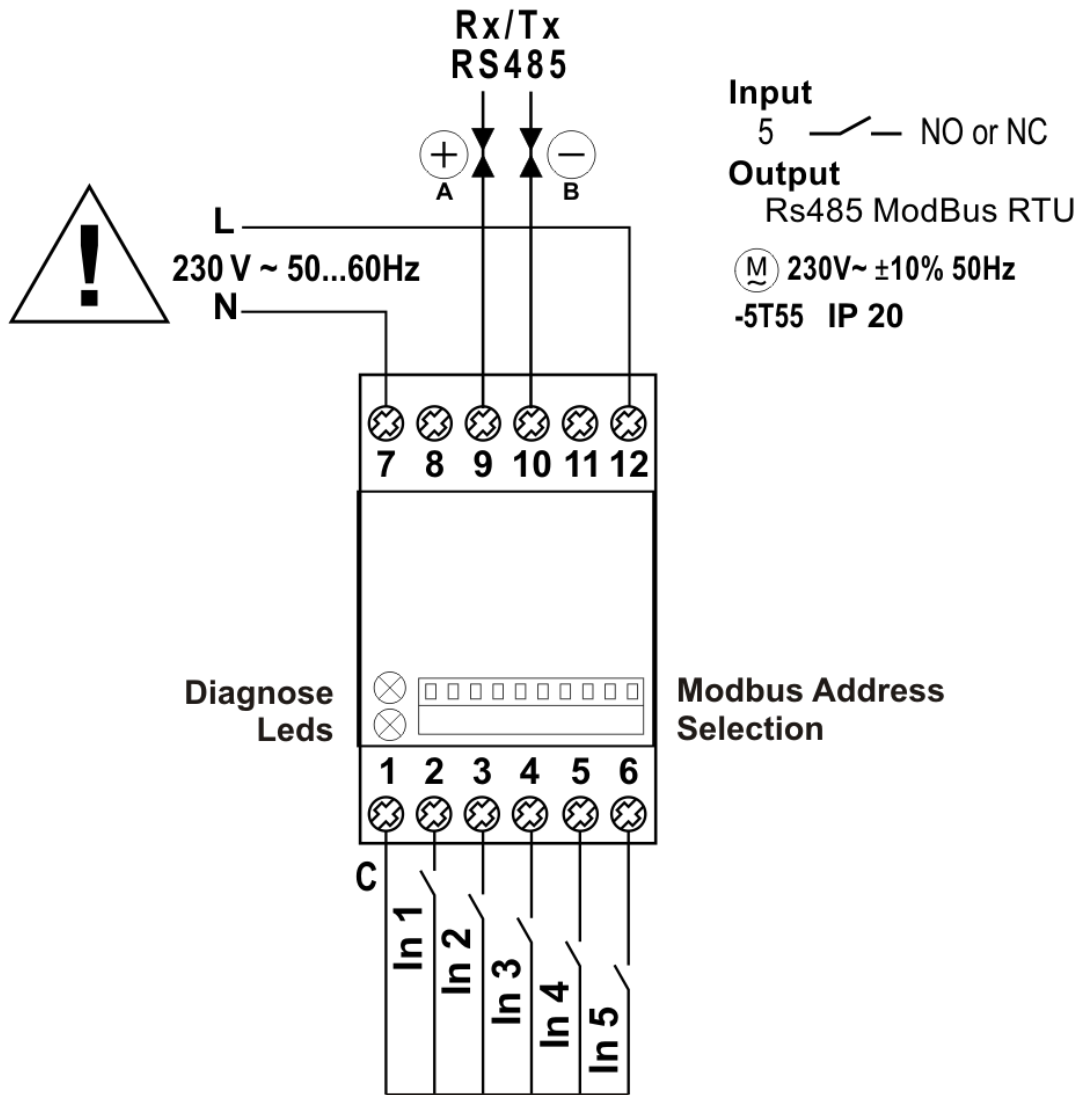 Rx/Tx
RS485
+
A
−
B
Input
5 NO or NC
Output
Rs485 ModBus RTU
M
~ 230V~ ±10% 50Hz
-5T55 IP 20
!
L
230 V ~ 50...60Hz
N
7 8 9 10 11 12
Diagnose
Leds
Modbus Address
Selection
1 2 3 4 5 6
C
In 1
In 2
In 3
In 4
In 5